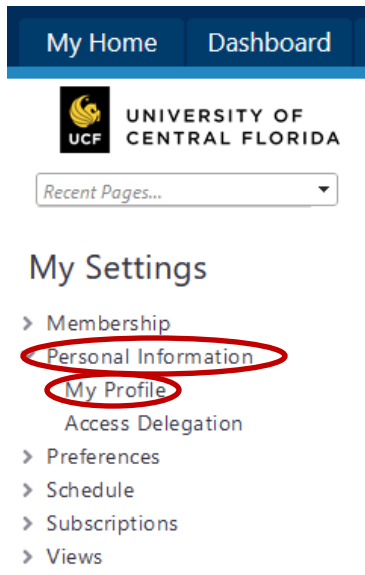 My Home Dashboard
UCF
UNIVERSITY OF
CENTRAL FLORIDA
Recent Pages...
My Settings
Membership
Personal Information
My Profile
Access Delegation
Preferences
Schedule
Subscriptions
Views